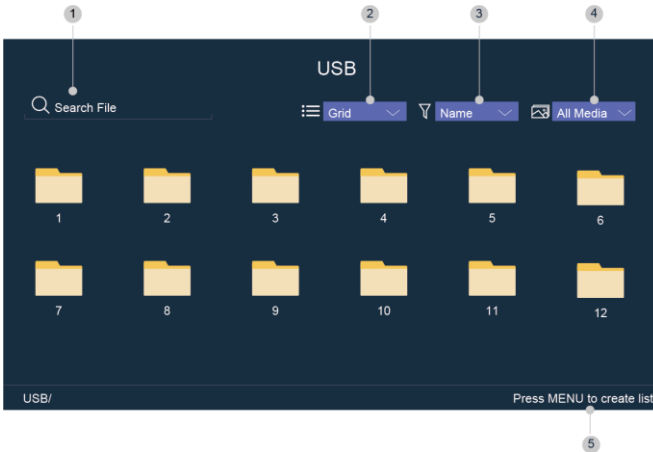 1 2 3 4
USB
Search File Grid Name All Media
1 2 3 4 5 6
7 8 9 10 11 12
USB/ Press MENU to create list
5